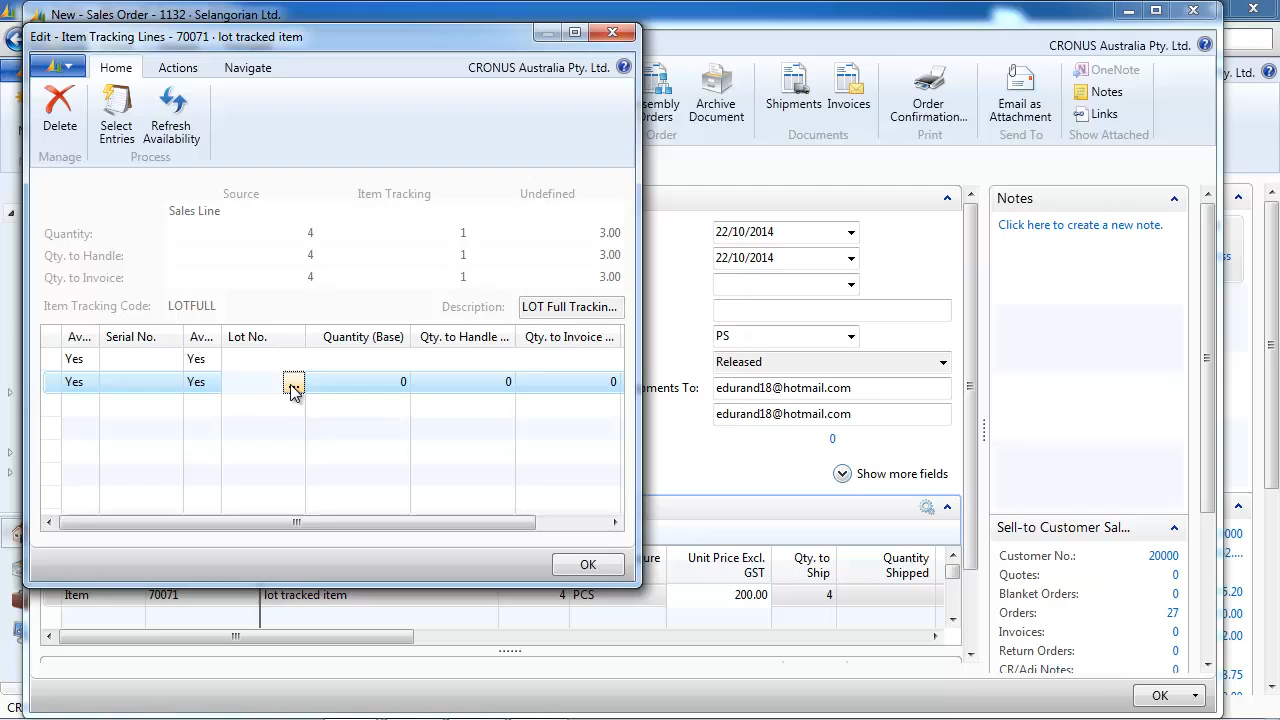 New - Sales Order - 1132 · Selangorian Ltd.
Edit - Item Tracking Lines - 70071 · lot tracked item
CRONUS Australia Pty. Ltd.
Home Actions Navigate CRONUS Australia Pty. Ltd.
Delete
Select Entries
Refresh Availability
Manage Process
Orders
Archive Document
Shipments Invoices
Order Confirmation...
Email as Attachment
OneNote
Notes
Links
Order Documents Print Send To Show Attached
Source Item Tracking Undefined
Sales Line
Quantity: 4 1 3.00
Qty. to Handle: 4 1 3.00
Qty. to Invoice: 4 1 3.00
Item Tracking Code: LOTFULL Description: LOT Full Trackin...
Av... Serial No. Av... Lot No. Quantity (Base) Qty. to Handle ... Qty. to Invoice ...
Yes Yes
Yes Yes 0 0 0
OK
22/10/2014
22/10/2014
PS
Released
ments To: edurand18@hotmail.com
edurand18@hotmail.com
0
Show more fields
Notes
Click here to create a new note.
Sell-to Customer Sal...
Customer No.: 20000
Quotes: 0
Blanket Orders: 0
Orders: 27
Invoices: 0
Return Orders: 0
CR/Adj Notes: 0
ure Unit Price Excl. GST Qty. to Ship Quantity Shipped
Item 70071 lot tracked item 4 PCS 200.00 4
OK